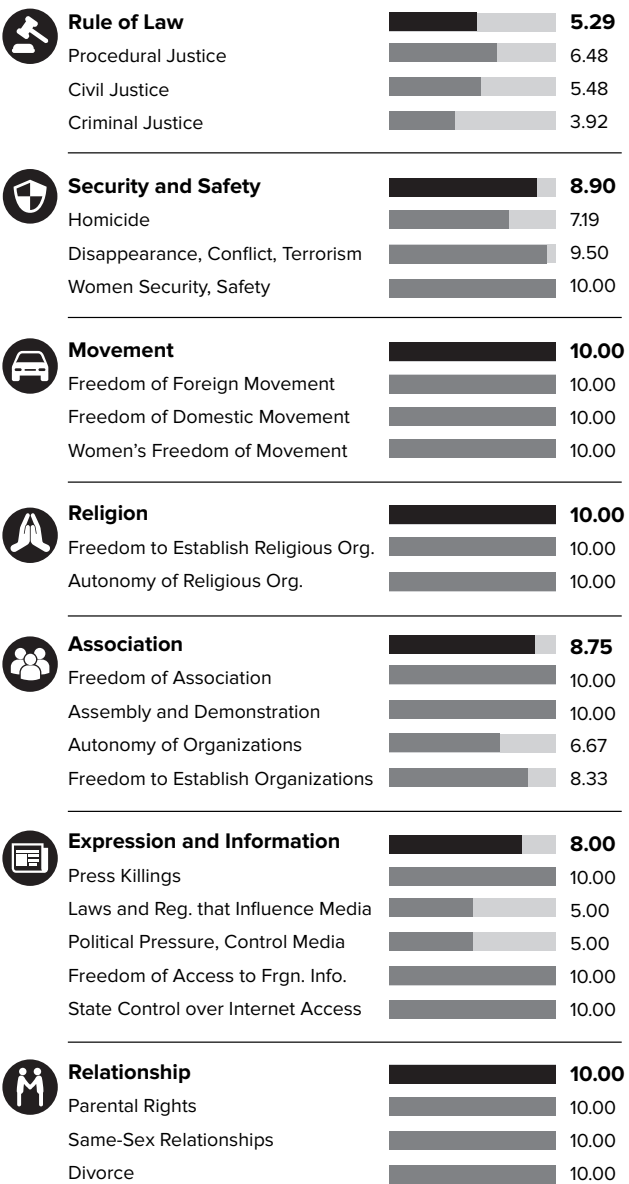 Rule of Law 5.29
Procedural Justice 6.48
Civil Justice 5.48
Criminal Justice 3.92
Security and Safety 8.90
Homicide 7.19
Disappearance, Conflict, Terrorism 9.50
Women Security, Safety 10.00
Movement 10.00
Freedom of Foreign Movement 10.00
Freedom of Domestic Movement 10.00
Women's Freedom of Movement 10.00
Religion 10.00
Freedom to Establish Religious Org. 10.00
Autonomy of Religious Org. 10.00
Association 8.75
Freedom of Association 10.00
Assembly and Demonstration 10.00
Autonomy of Organizations 6.67
Freedom to Establish Organizations 8.33
Expression and Information 8.00
Press Killings 10.00
Laws and Reg. that Influence Media 5.00
Political Pressure, Control Media 5.00
Freedom of Access to Frgn. Info. 10.00
State Control over Internet Access 10.00
Relationship 10.00
Parental Rights 10.00
Same-Sex Relationships 10.00
Divorce 10.00